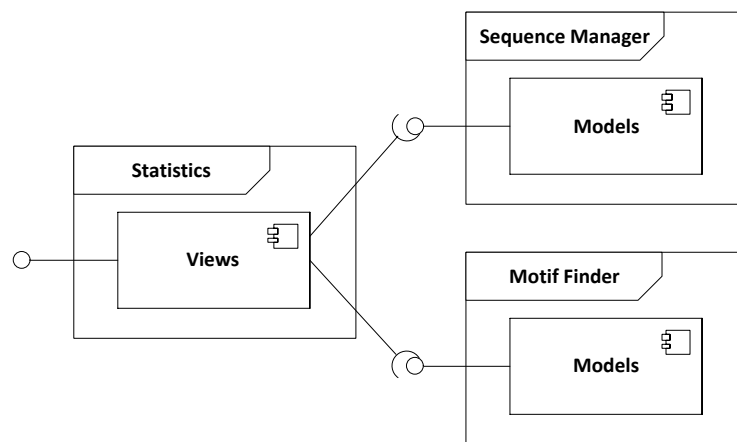 Sequence Manager
Models
Statistics
Views
Motif Finder
Models